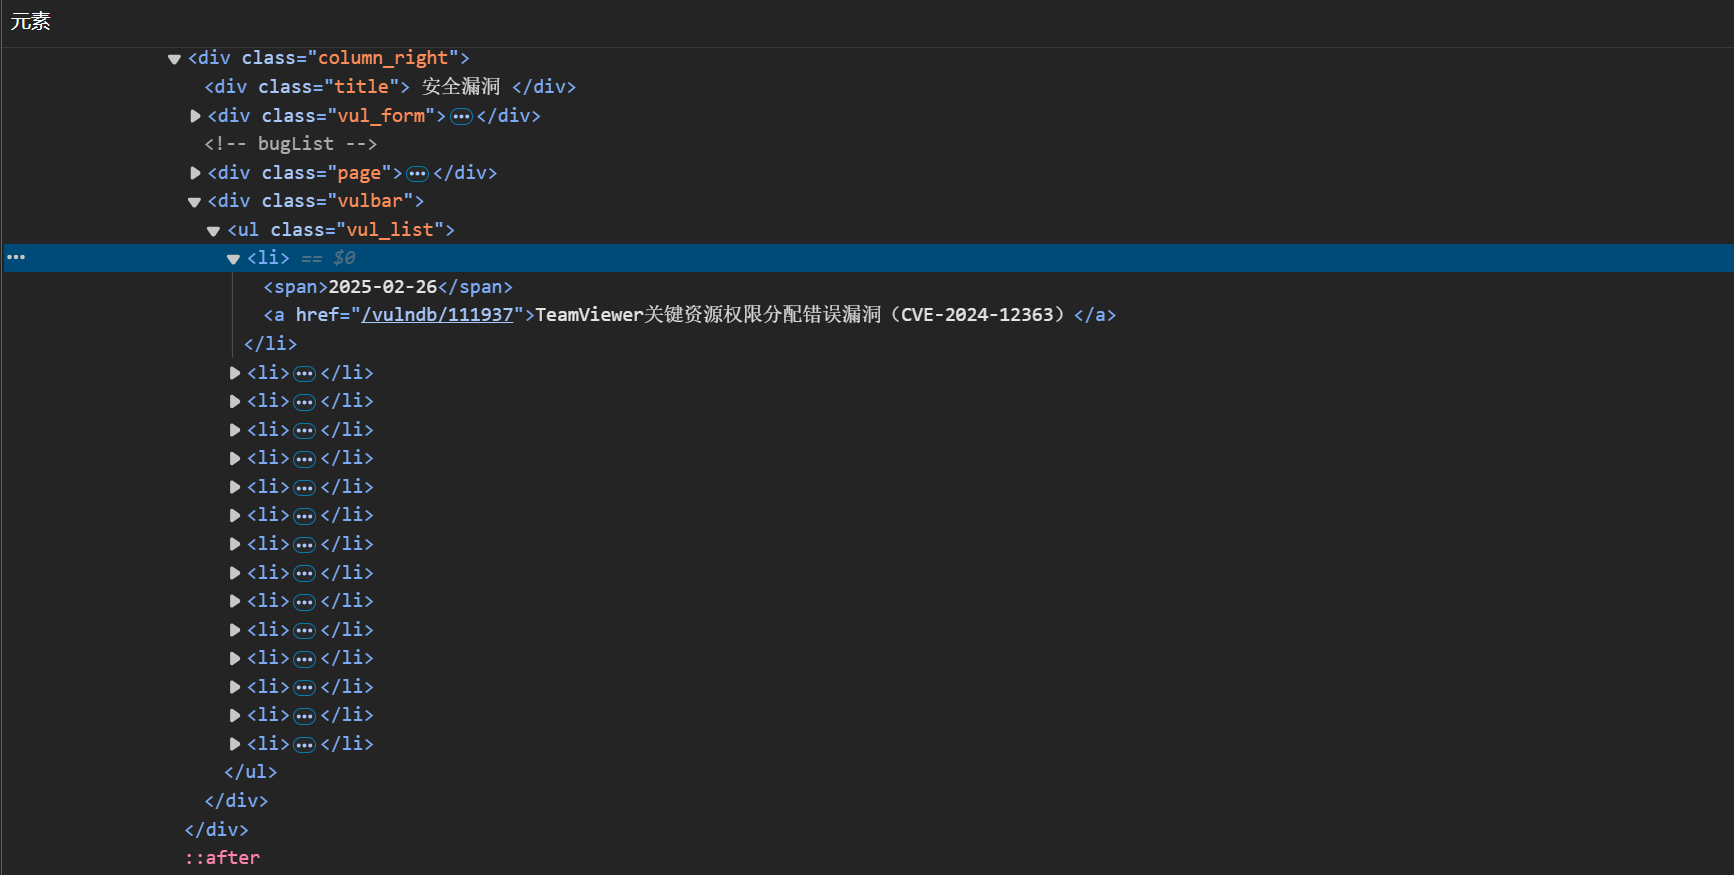 元素
<div class="column_right">
<div class="title"> 安全漏洞 </div>
<div class="vul_form"> ••• </div>
<!-- bugList -->
<div class="page"> ••• </div>
<div class="vulbar">
<ul class="vul_list">
••• <li> == $0
<span>2025-02-26</span>
<a href="/vulndb/111937">TeamViewer关键资源权限分配错误漏洞（CVE-2024-12363）</a>
</li>
<li> ••• </li>
<li> ••• </li>
<li> ••• </li>
<li> ••• </li>
<li> ••• </li>
<li> ••• </li>
<li> ••• </li>
<li> ••• </li>
<li> ••• </li>
<li> ••• </li>
<li> ••• </li>
<li> ••• </li>
<li> ••• </li>
<li> ••• </li>
</ul>
</div>
</div>
::after